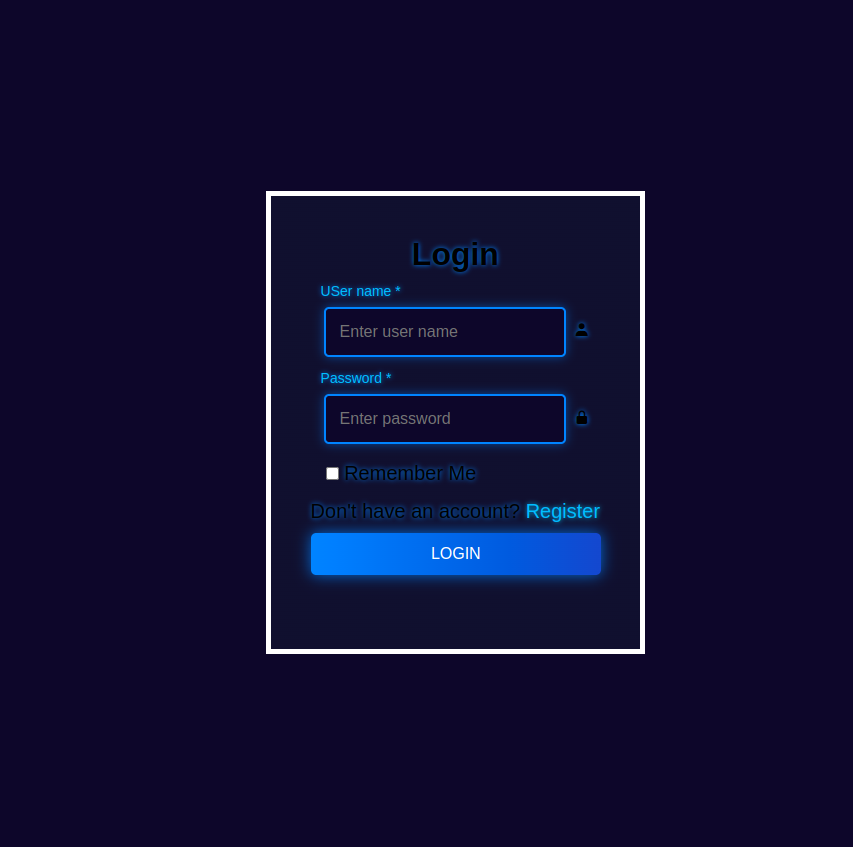 Login
USer name *
Enter user name
Password *
Enter password
Remember Me
Don't have an account? Register
LOGIN